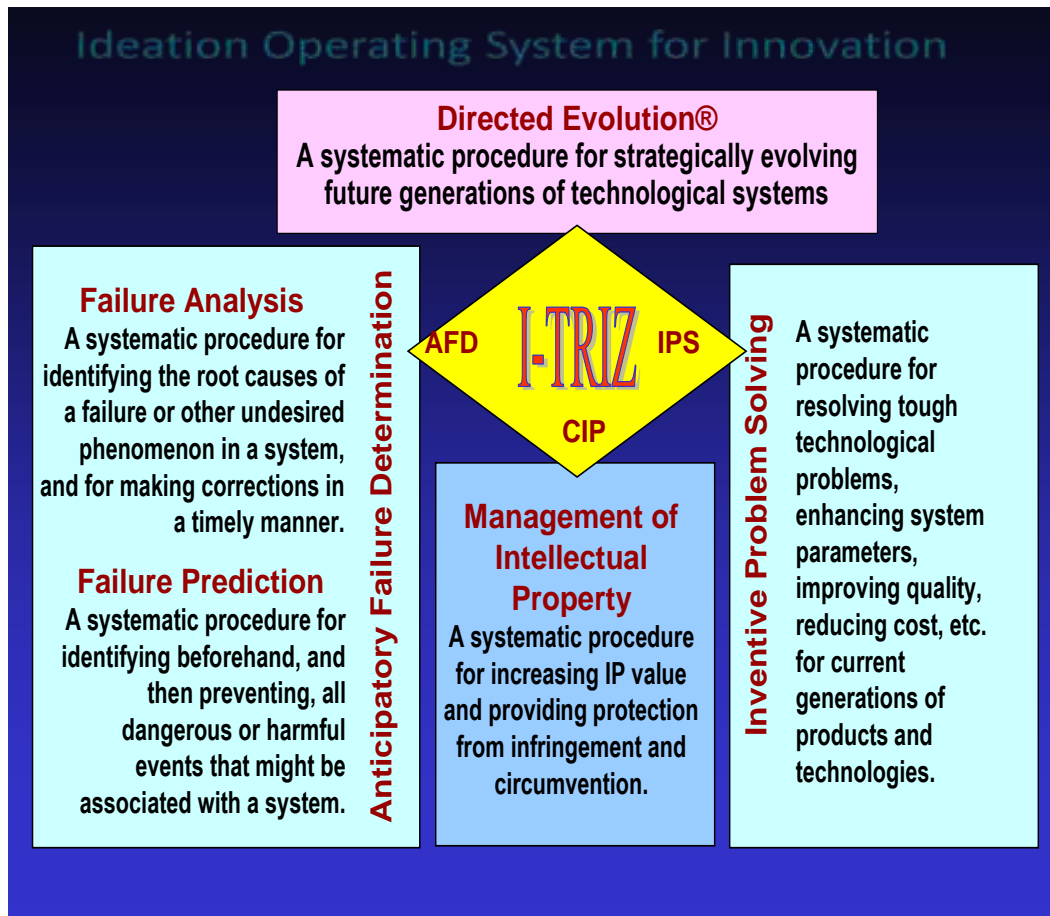 Ideation Operating System for Innovation
Directed Evolution®
A systematic procedure for strategically evolving
future generations of technological systems
Failure Analysis
A systematic procedure for
identifying the root causes of
a failure or other undesired
phenomenon in a system,
and for making corrections in
a timely manner.
Failure Prediction
A systematic procedure for
identifying beforehand, and
then preventing, all
dangerous or harmful
events that might be
associated with a system.
Anticipatory Failure Determination
AFD
I-TRIZ
IPS
CIP
Management of
Intellectual
Property
A systematic procedure
for increasing IP value
and providing protection
from infringement and
circumvention.
Inventive Problem Solving
A systematic
procedure for
resolving tough
technological
problems,
enhancing system
parameters,
improving quality,
reducing cost, etc.
for current
generations of
products and
technologies.